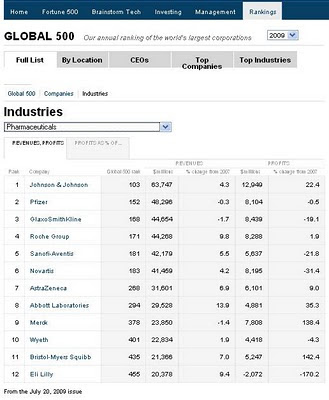 Home Fortune 500 Brainstorm Tech Investing Management Rankings
GLOBAL 500 Our annual ranking of the world's largest corporations 2009
Full List By Location CEOs Top Companies Top Industries
Global 500 Companies Industries
Industries
Pharmaceuticals
REVENUES, PROFITS PROFITS AS % OF...
REVENUES PROFITS
Rank Company Global 500 rank $ millions % change from 2007 $ millions % change from 2007
1 Johnson & Johnson 103 63,747 4.3 12,949 22.4
2 Pfizer 152 48,296 -0.3 8,104 -0.5
3 GlaxoSmithKline 168 44,654 -1.7 8,439 -19.1
4 Roche Group 171 44,268 9.8 8,288 1.9
5 Sanofi-Aventis 181 42,179 5.5 5,637 -21.8
6 Novartis 183 41,459 4.2 8,195 -31.4
7 AstraZeneca 268 31,601 6.9 6,101 9.0
8 Abbott Laboratories 294 29,528 13.9 4,881 35.3
9 Merck 378 23,850 -1.4 7,808 138.4
10 Wyeth 401 22,834 1.9 4,418 -4.3
11 Bristol-Myers Squibb 435 21,366 7.0 5,247 142.4
12 Eli Lilly 455 20,378 9.4 -2,072 -170.2
From the July 20, 2009 issue